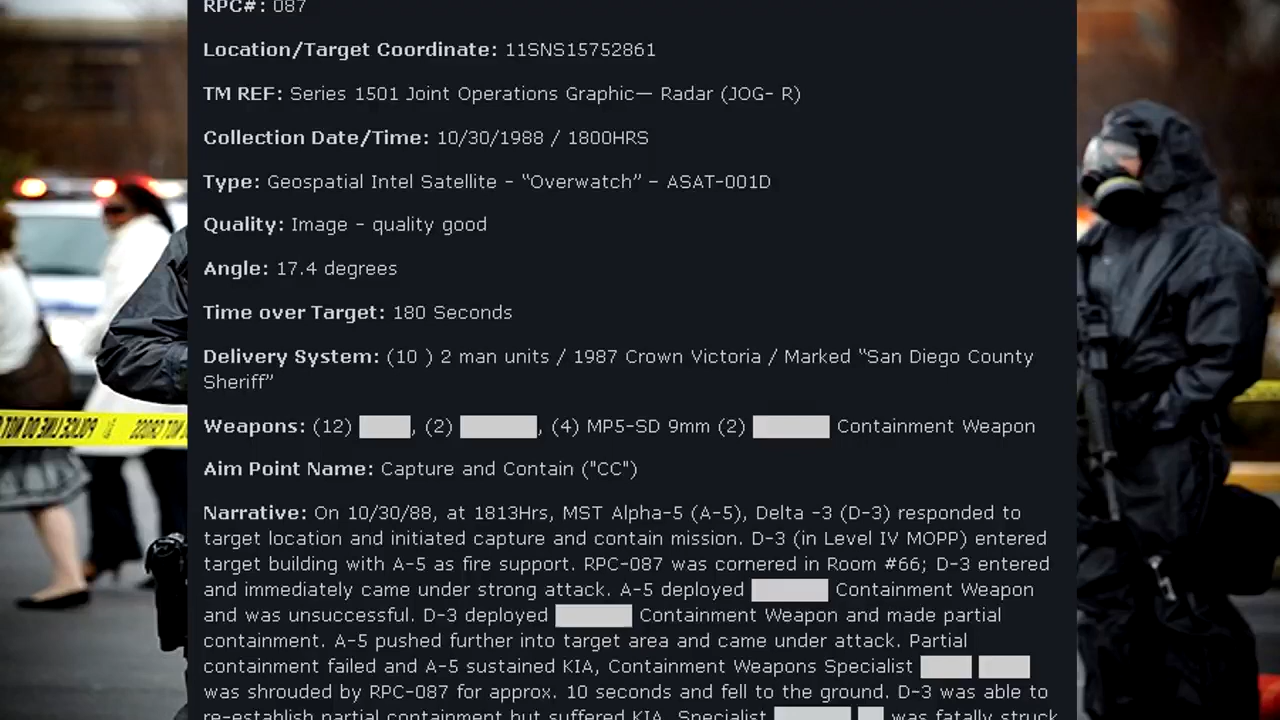 RPC#: 087
Location/Target Coordinate: 11SNS15752861
TM REF: Series 1501 Joint Operations Graphic— Radar (JOG- R)
Collection Date/Time: 10/30/1988 / 1800HRS
Type: Geospatial Intel Satellite – “Overwatch” – ASAT-001D
Quality: Image – quality good
Angle: 17.4 degrees
Time over Target: 180 Seconds
Delivery System: (10 ) 2 man units / 1987 Crown Victoria / Marked “San Diego County
Sheriff”
Weapons: (12) , (2) , (4) MP5-SD 9mm (2) Containment Weapon
Aim Point Name: Capture and Contain ("CC")
Narrative: On 10/30/88, at 1813Hrs, MST Alpha-5 (A-5), Delta -3 (D-3) responded to
target location and initiated capture and contain mission. D-3 (in Level IV MOPP) entered
target building with A-5 as fire support. RPC-087 was cornered in Room #66; D-3 entered
and immediately came under strong attack. A-5 deployed Containment Weapon
and was unsuccessful. D-3 deployed Containment Weapon and made partial
containment. A-5 pushed further into target area and came under attack. Partial
containment failed and A-5 sustained KIA, Containment Weapons Specialist
was shrouded by RPC-087 for approx. 10 seconds and fell to the ground. D-3 was able to
re-establish partial containment but suffered KIA. Specialist was fatally struck